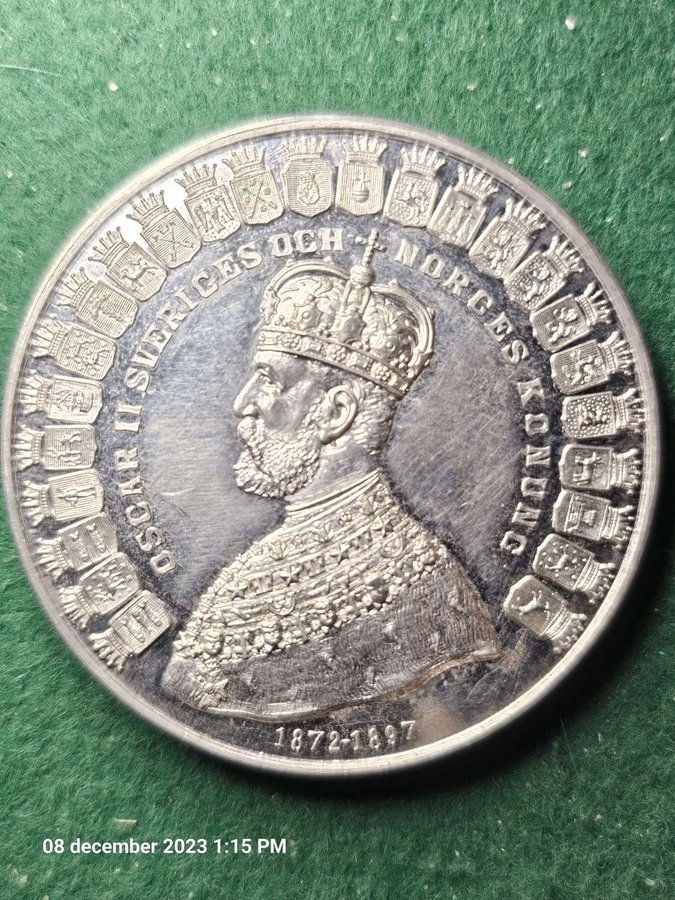 OSCAR II SVERIGES OCH NORGES KONUNG
1872-1897
08 december 2023 1:15 PM